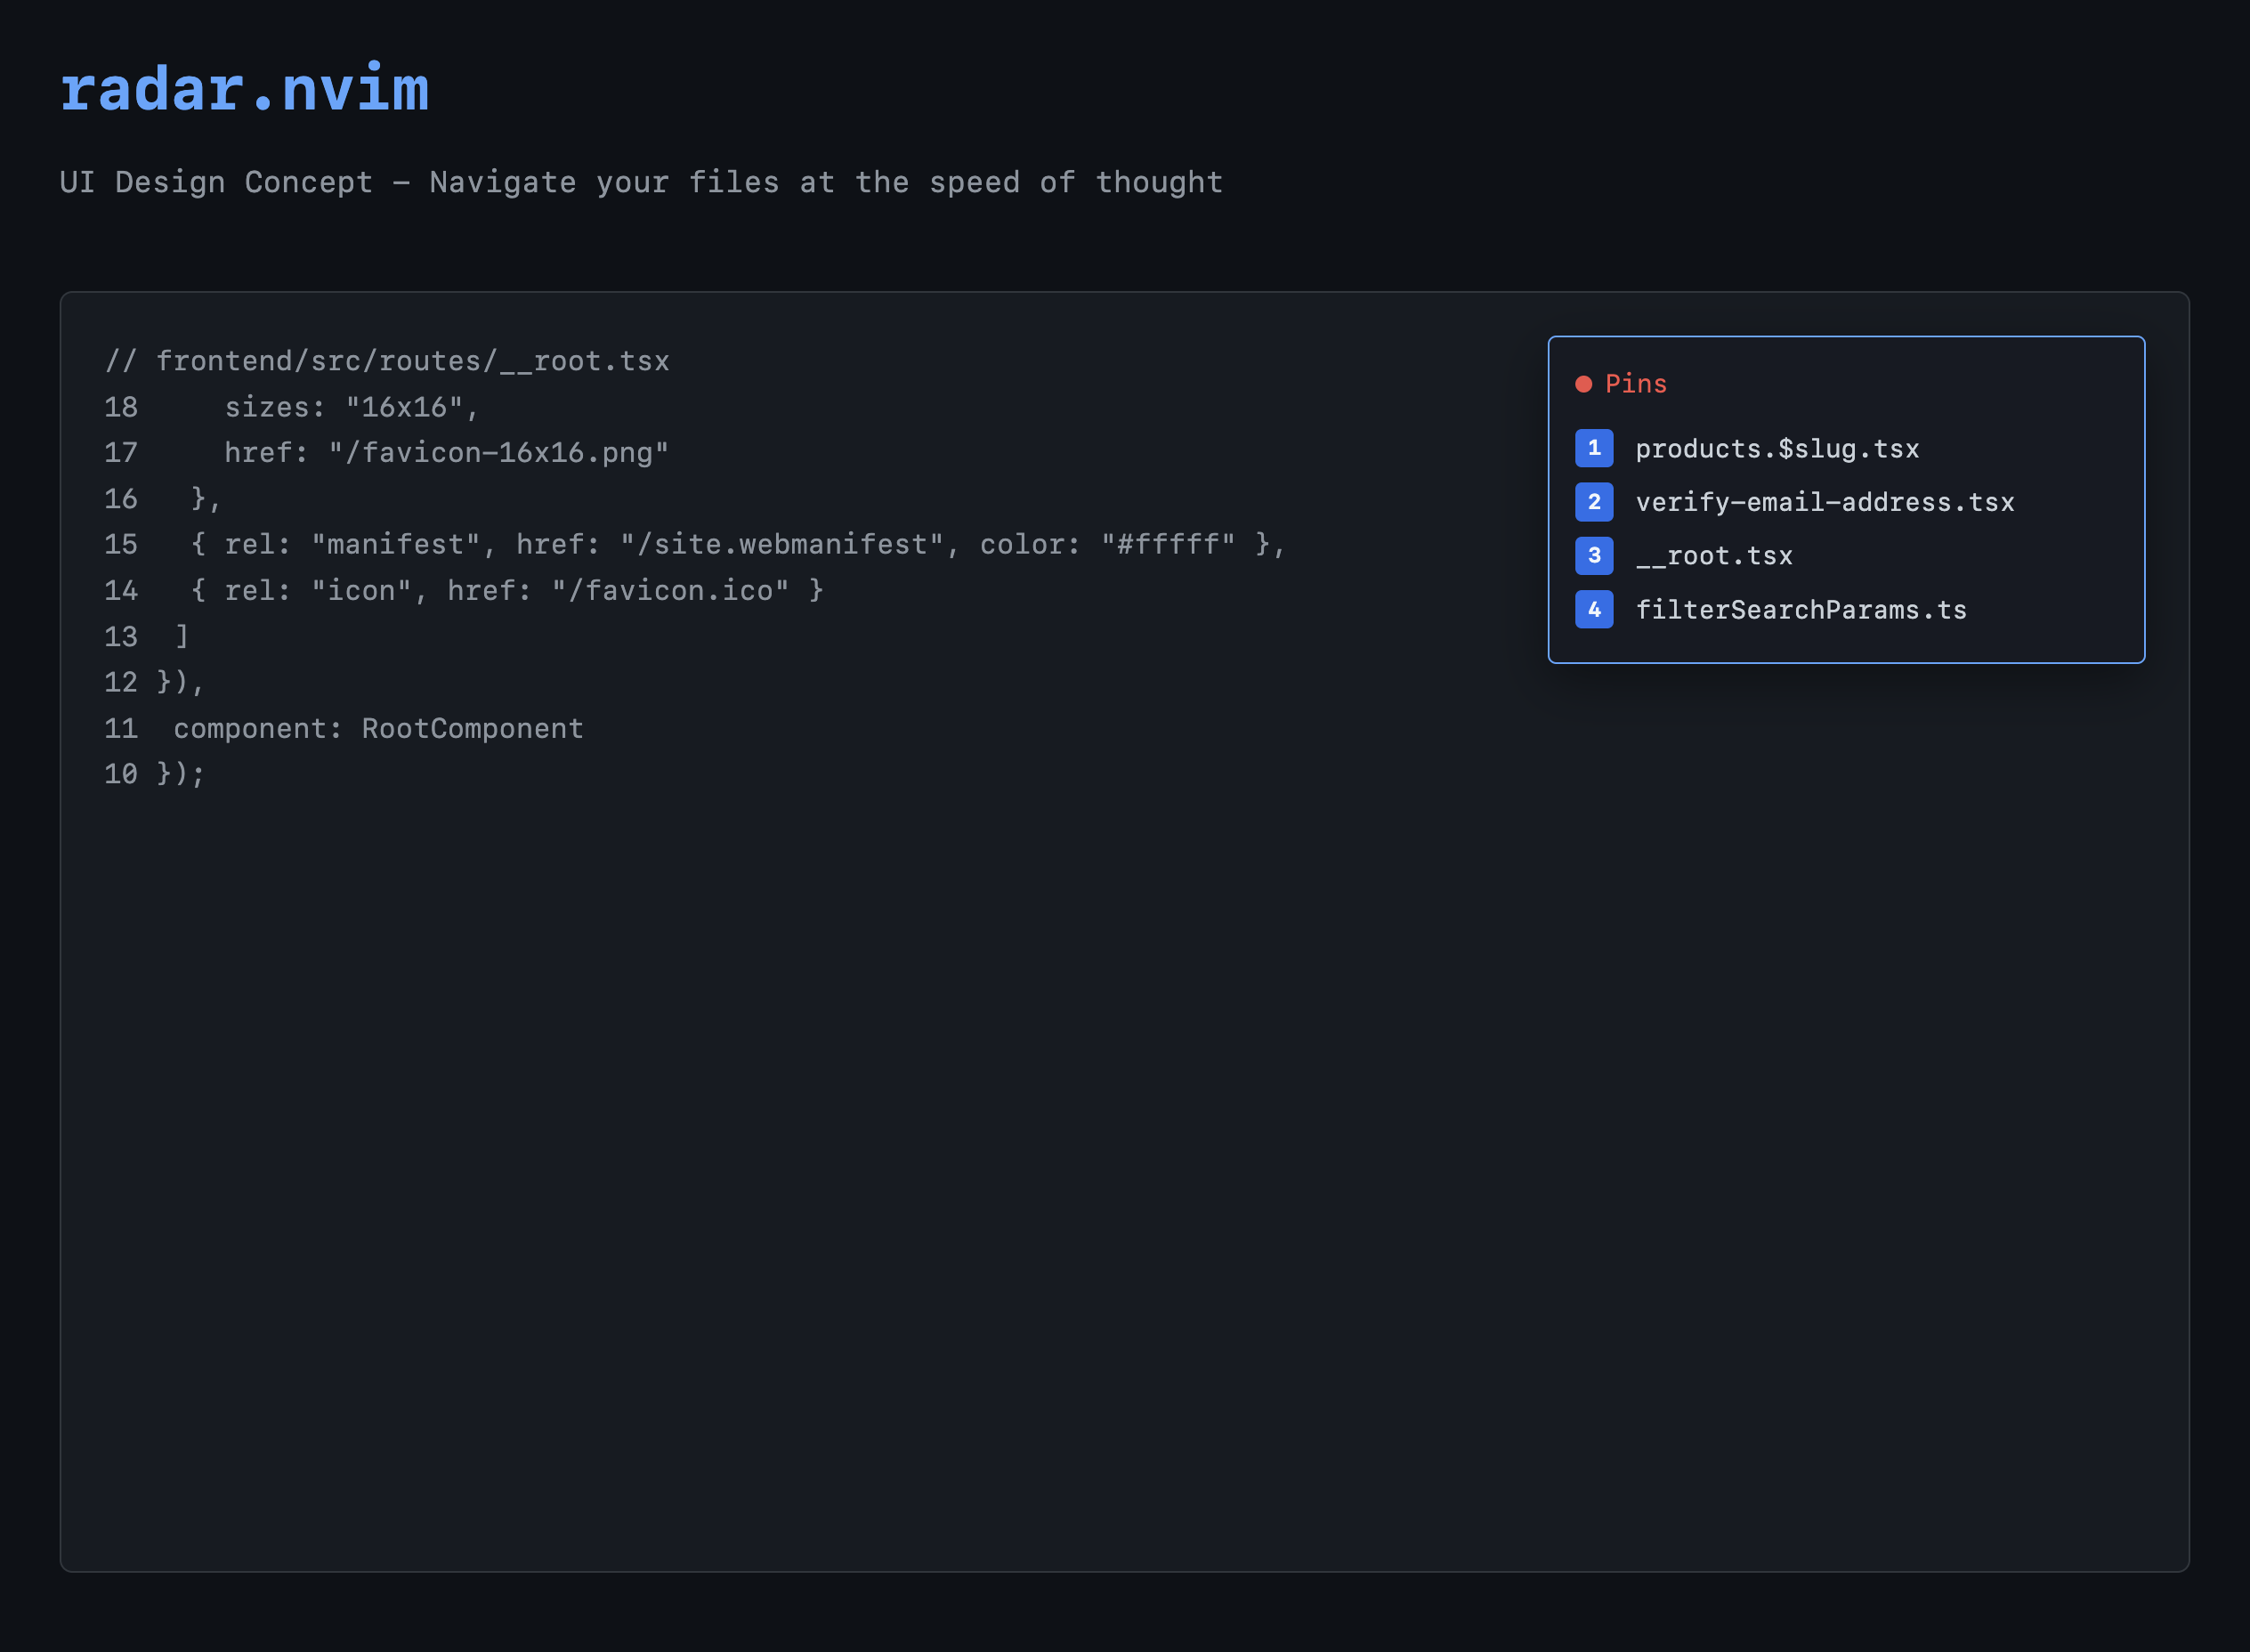 radar.nvim
UI Design Concept – Navigate your files at the speed of thought
// frontend/src/routes/__root.tsx
18     sizes: "16x16",
17     href: "/favicon-16x16.png"
16   },
15   { rel: "manifest", href: "/site.webmanifest", color: "#fffff" },
14   { rel: "icon", href: "/favicon.ico" }
13  ]
12 }),
11  component: RootComponent
10 });
Pins
1 products.$slug.tsx
2 verify-email-address.tsx
3 __root.tsx
4 filterSearchParams.ts